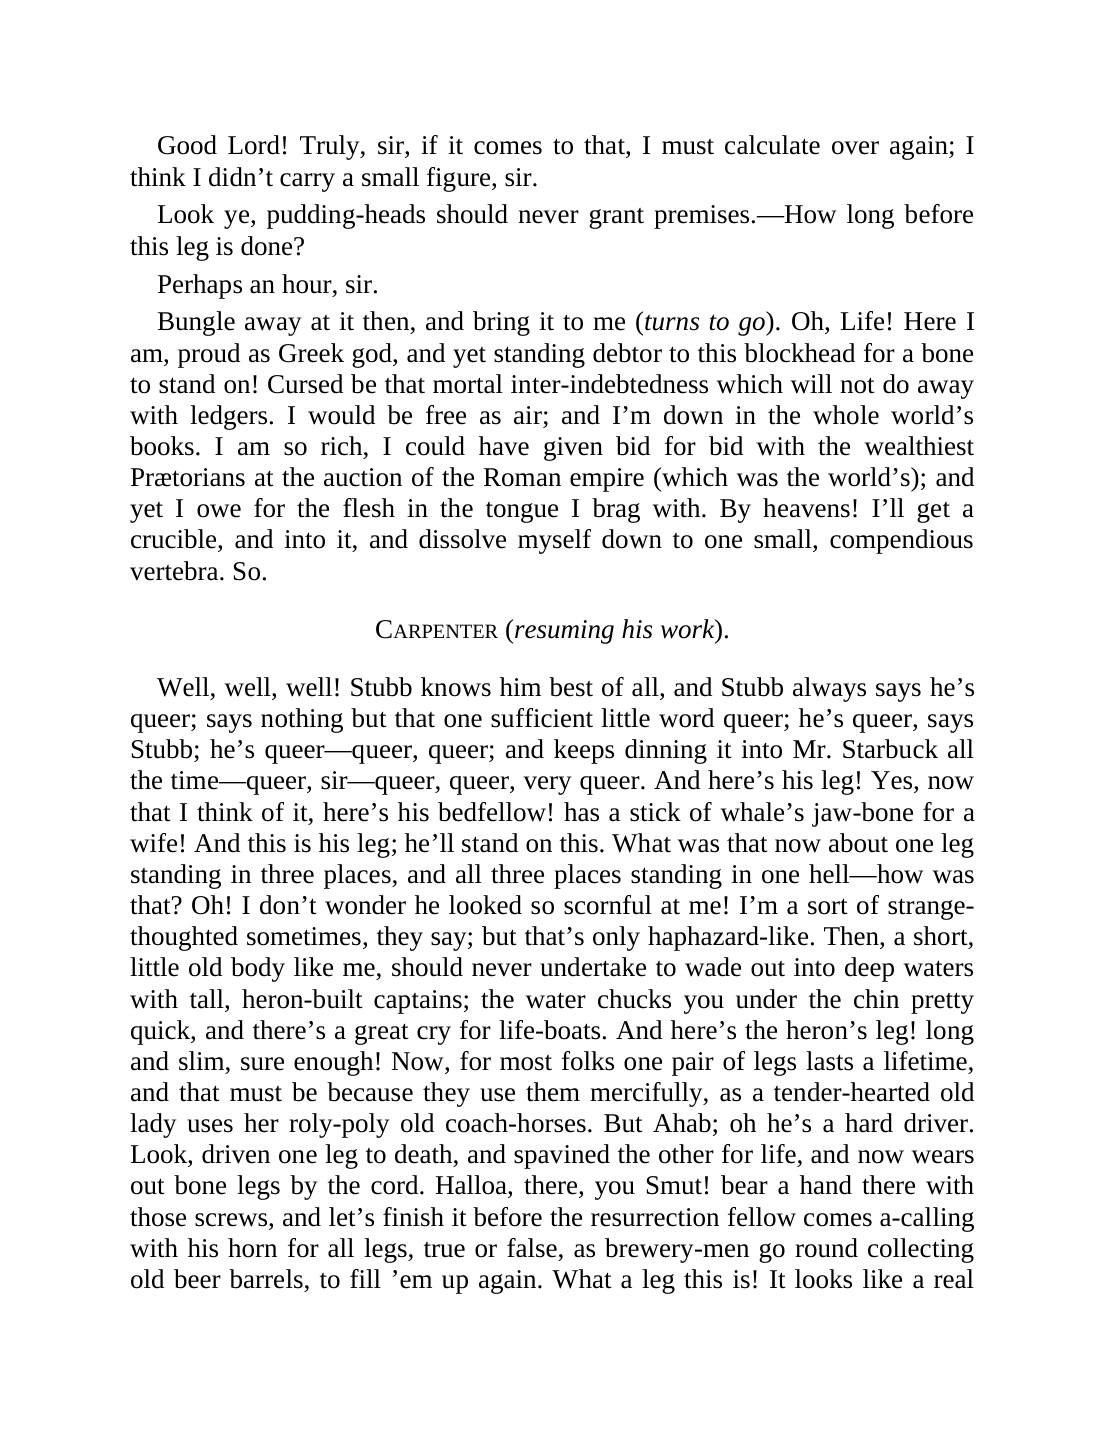 Good Lord! Truly, sir, if it comes to that, I must calculate over again; I
think I didn’t carry a small figure, sir.
Look ye, pudding-heads should never grant premises.—How long before
this leg is done?
Perhaps an hour, sir.
Bungle away at it then, and bring it to me (turns to go). Oh, Life! Here I
am, proud as Greek god, and yet standing debtor to this blockhead for a bone
to stand on! Cursed be that mortal inter-indebtedness which will not do away
with ledgers. I would be free as air; and I’m down in the whole world’s
books. I am so rich, I could have given bid for bid with the wealthiest
Prætorians at the auction of the Roman empire (which was the world’s); and
yet I owe for the flesh in the tongue I brag with. By heavens! I’ll get a
crucible, and into it, and dissolve myself down to one small, compendious
vertebra. So.
CARPENTER (resuming his work).
Well, well, well! Stubb knows him best of all, and Stubb always says he’s
queer; says nothing but that one sufficient little word queer; he’s queer, says
Stubb; he’s queer—queer, queer; and keeps dinning it into Mr. Starbuck all
the time—queer, sir—queer, queer, very queer. And here’s his leg! Yes, now
that I think of it, here’s his bedfellow! has a stick of whale’s jaw-bone for a
wife! And this is his leg; he’ll stand on this. What was that now about one leg
standing in three places, and all three places standing in one hell—how was
that? Oh! I don’t wonder he looked so scornful at me! I’m a sort of strange-
thoughted sometimes, they say; but that’s only haphazard-like. Then, a short,
little old body like me, should never undertake to wade out into deep waters
with tall, heron-built captains; the water chucks you under the chin pretty
quick, and there’s a great cry for life-boats. And here’s the heron’s leg! long
and slim, sure enough! Now, for most folks one pair of legs lasts a lifetime,
and that must be because they use them mercifully, as a tender-hearted old
lady uses her roly-poly old coach-horses. But Ahab; oh he’s a hard driver.
Look, driven one leg to death, and spavined the other for life, and now wears
out bone legs by the cord. Halloa, there, you Smut! bear a hand there with
those screws, and let’s finish it before the resurrection fellow comes a-calling
with his horn for all legs, true or false, as brewery-men go round collecting
old beer barrels, to fill ’em up again. What a leg this is! It looks like a real